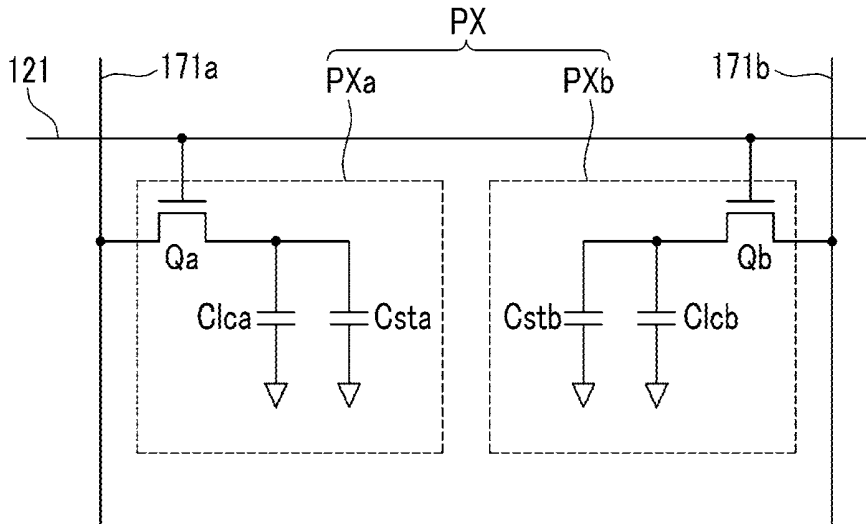 PX
121
171a
PXa
PXb
171b
Qa
Qb
Clca
Csta
Cstb
Clcb